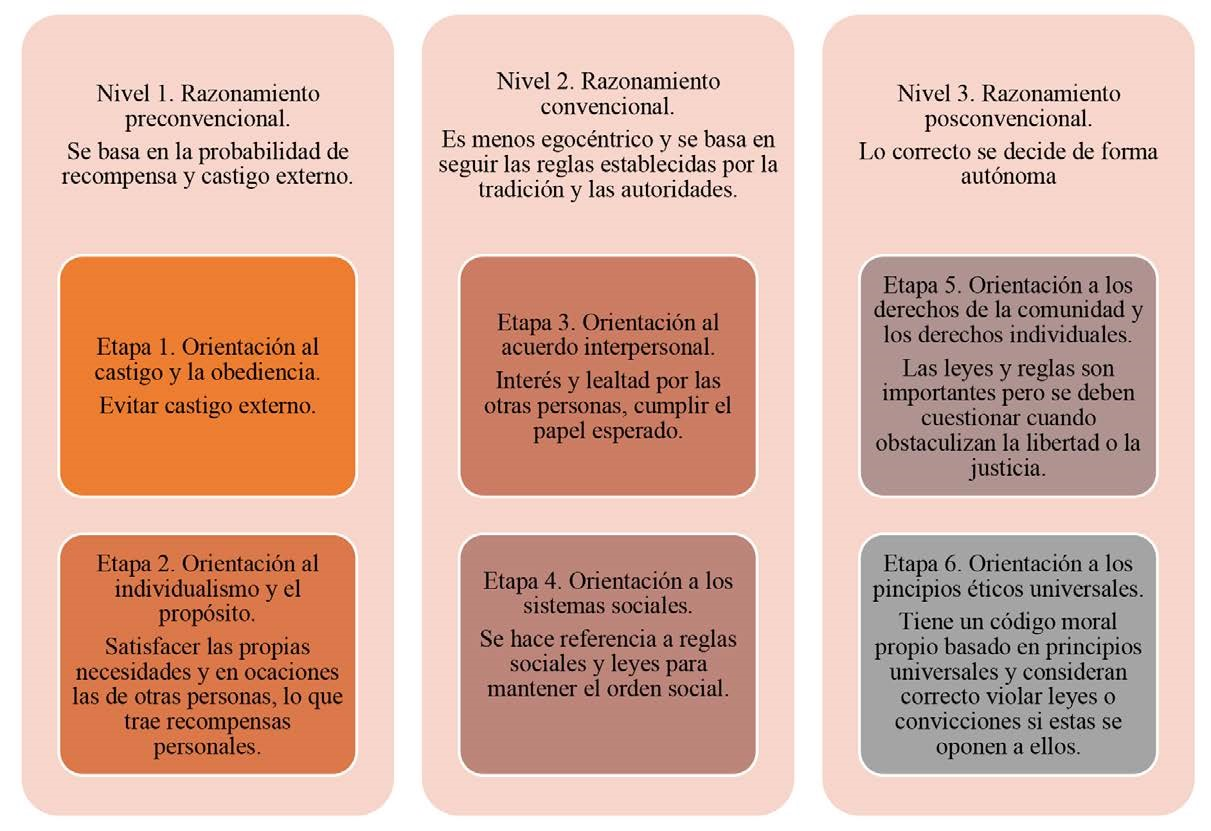 Nivel 1. Razonamiento
preconvencional.
Se basa en la probabilidad de
recompensa y castigo externo.
Etapa 1. Orientación al
castigo y la obediencia.
Evitar castigo externo.
Etapa 2. Orientación al
individualismo y el
propósito.
Satisfacer las propias
necesidades y en ocaciones
las de otras personas, lo que
trae recompensas
personales.
Nivel 2. Razonamiento
convencional.
Es menos egocéntrico y se basa en
seguir las reglas establecidas por la
tradición y las autoridades.
Etapa 3. Orientación al
acuerdo interpersonal.
Interés y lealtad por las
otras personas, cumplir el
papel esperado.
Etapa 4. Orientación a los
sistemas sociales.
Se hace referencia a reglas
sociales y leyes para
mantener el orden social.
Nivel 3. Razonamiento
posconvencional.
Lo correcto se decide de forma
autónoma
Etapa 5. Orientación a los
derechos de la comunidad y
los derechos individuales.
Las leyes y reglas son
importantes pero se deben
cuestionar cuando
obstaculizan la libertad o la
justicia.
Etapa 6. Orientación a los
pincipios éticos universales.
Tiene un código moral
propio basado en principios
universales y consideran
correcto violar leyes o
convicciones si estas se
oponen a ellos.